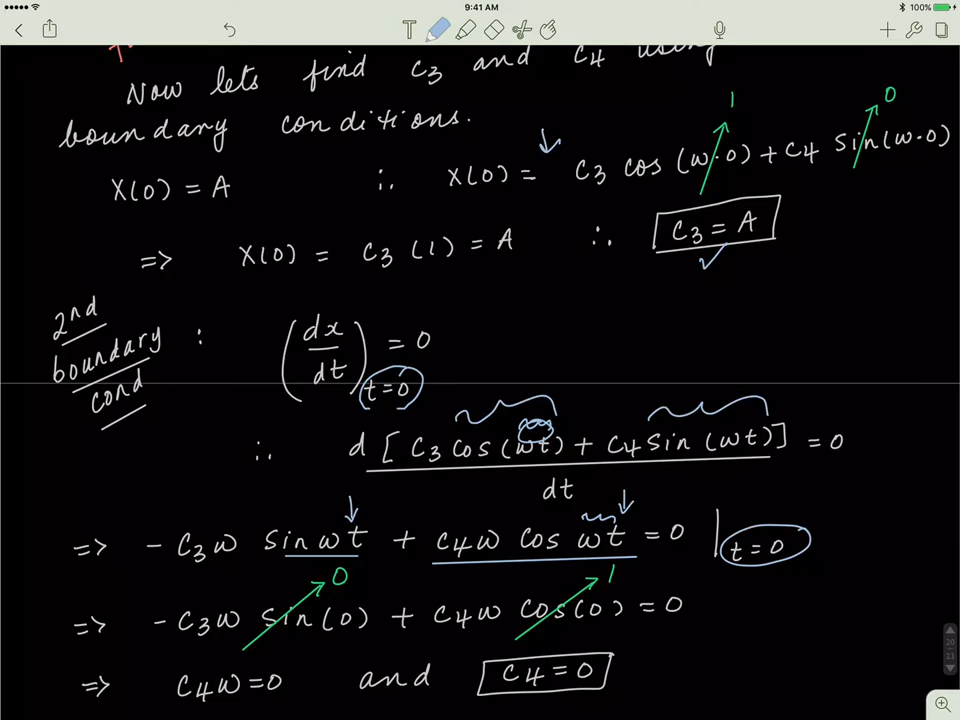 9:41 AM
100%
T
Now lets find C3 and C4 using
boundary conditions.
1
0
X(0) = A ∴ X(0) = C3 cos (w·0) + C4 sin(w·0)
=> X(0) = C3 (1) = A ∴ C3 = A
2nd boundary cond : (dx/dt) t=0 = 0
∴ d [ C3 cos (wt) + C4 sin (wt) ] / dt = 0
=> - C3w sin wt + C4w cos wt = 0 | t=0
0
1
=> - C3w sin(0) + C4w cos(0) = 0
=> C4w = 0 and C4 = 0
20
23